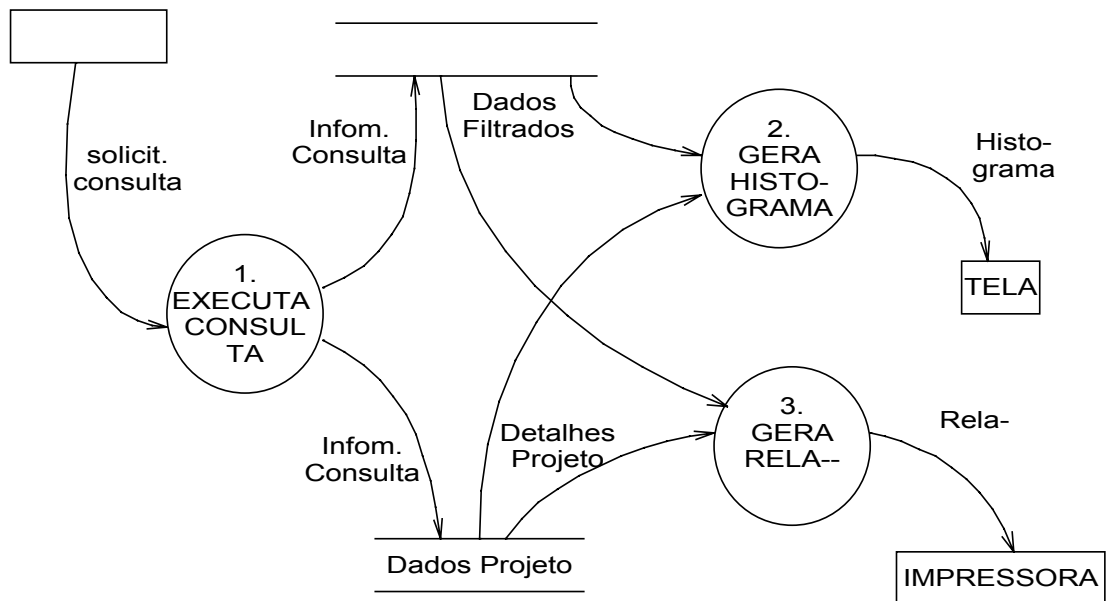 solicit.
consulta
Infom.
Consulta
Dados
Filtrados
2.
GERA
HISTO-
GRAMA
Histo-
grama
TELA
1.
EXECUTA
CONSUL
TA
Infom.
Consulta
Detalhes
Projeto
3.
GERA
RELA--
Rela-
Dados Projeto
IMPRESSORA